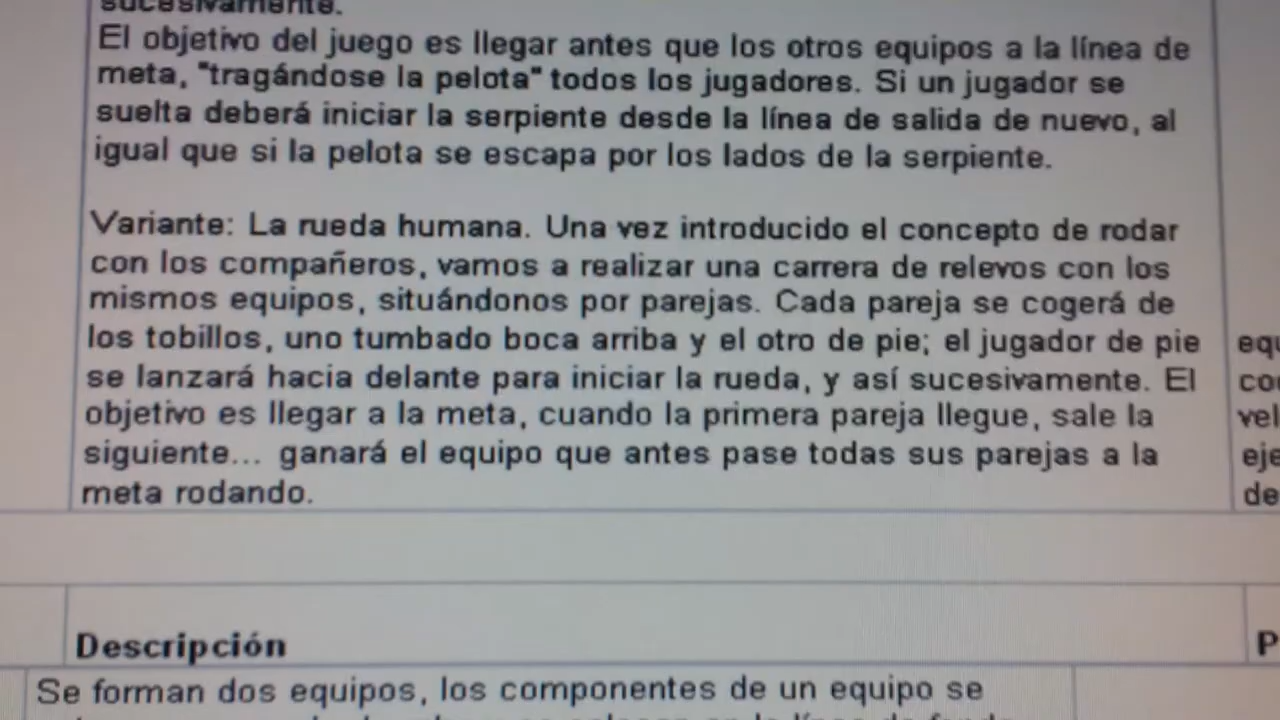 sucesivamente.
El objetivo del juego es llegar antes que los otros equipos a la línea de
meta, "tragándose la pelota" todos los jugadores. Si un jugador se
suelta deberá iniciar la serpiente desde la línea de salida de nuevo, al
igual que si la pelota se escapa por los lados de la serpiente.
Variante: La rueda humana. Una vez introducido el concepto de rodar
con los compañeros, vamos a realizar una carrera de relevos con los
mismos equipos, situándonos por parejas. Cada pareja se cogerá de
los tobillos, uno tumbado boca arriba y el otro de pie; el jugador de pie
se lanzará hacia delante para iniciar la rueda, y así sucesivamente. El
objetivo es llegar a la meta, cuando la primera pareja llegue, sale la
siguiente... ganará el equipo que antes pase todas sus parejas a la
meta rodando.
equ
vel
eje
de
Descripción
P
Se forman dos equipos, los componentes de un equipo se